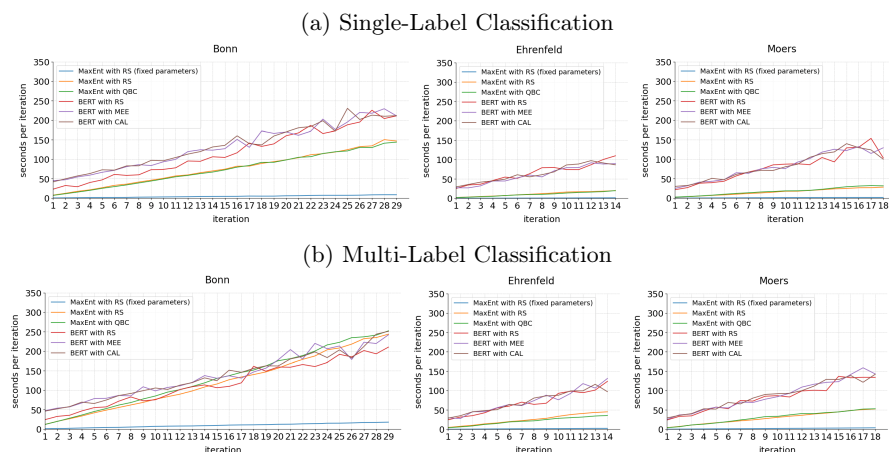 (a) Single-Label Classification
Bonn
Ehrenfeld
Moers
seconds per iteration
350
300
250
200
150
100
50
0
MaxEnt with RS (fixed parameters)
MaxEnt with RS
MaxEnt with QBC
BERT with RS
BERT with MEE
BERT with CAL
1 2 3 4 5 6 7 8 9 10 11 12 13 14 15 16 17 18 19 20 21 22 23 24 25 26 27 28 29
iteration
seconds per iteration
350
300
250
200
150
100
50
0
MaxEnt with RS (fixed parameters)
MaxEnt with RS
MaxEnt with QBC
BERT with RS
BERT with MEE
BERT with CAL
1 2 3 4 5 6 7 8 9 10 11 12 13 14
iteration
seconds per iteration
350
300
250
200
150
100
50
0
MaxEnt with RS (fixed parameters)
MaxEnt with RS
MaxEnt with QBC
BERT with RS
BERT with MEE
BERT with CAL
1 2 3 4 5 6 7 8 9 10 11 12 13 14 15 16 17 18
iteration
(b) Multi-Label Classification
Bonn
Ehrenfeld
Moers
seconds per iteration
350
300
250
200
150
100
50
0
MaxEnt with RS (fixed parameters)
MaxEnt with RS
MaxEnt with QBC
BERT with RS
BERT with MEE
BERT with CAL
1 2 3 4 5 6 7 8 9 10 11 12 13 14 15 16 17 18 19 20 21 22 23 24 25 26 27 28 29
iteration
seconds per iteration
350
300
250
200
150
100
50
0
MaxEnt with RS (fixed parameters)
MaxEnt with RS
MaxEnt with QBC
BERT with RS
BERT with MEE
BERT with CAL
1 2 3 4 5 6 7 8 9 10 11 12 13 14
iteration
seconds per iteration
350
300
250
200
150
100
50
0
MaxEnt with RS (fixed parameters)
MaxEnt with RS
MaxEnt with QBC
BERT with RS
BERT with MEE
BERT with CAL
1 2 3 4 5 6 7 8 9 10 11 12 13 14 15 16 17 18
iteration